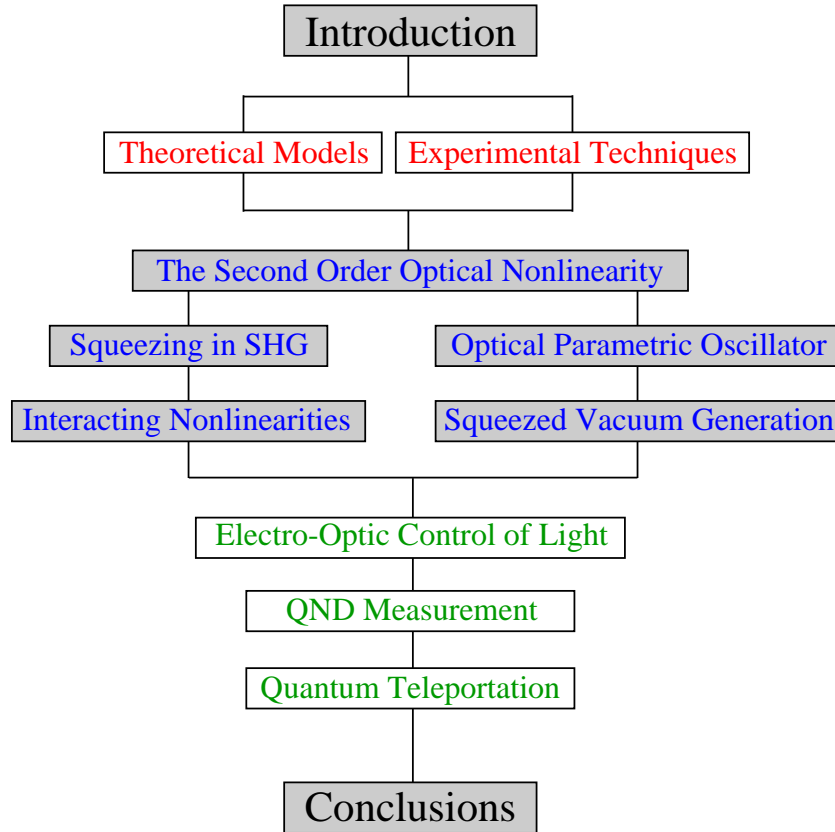 Introduction
Theoretical Models
Experimental Techniques
The Second Order Optical Nonlinearity
Squeezing in SHG
Optical Parametric Oscillator
Interacting Nonlinearities
Squeezed Vacuum Generation
Electro-Optic Control of Light
QND Measurement
Quantum Teleportation
Conclusions